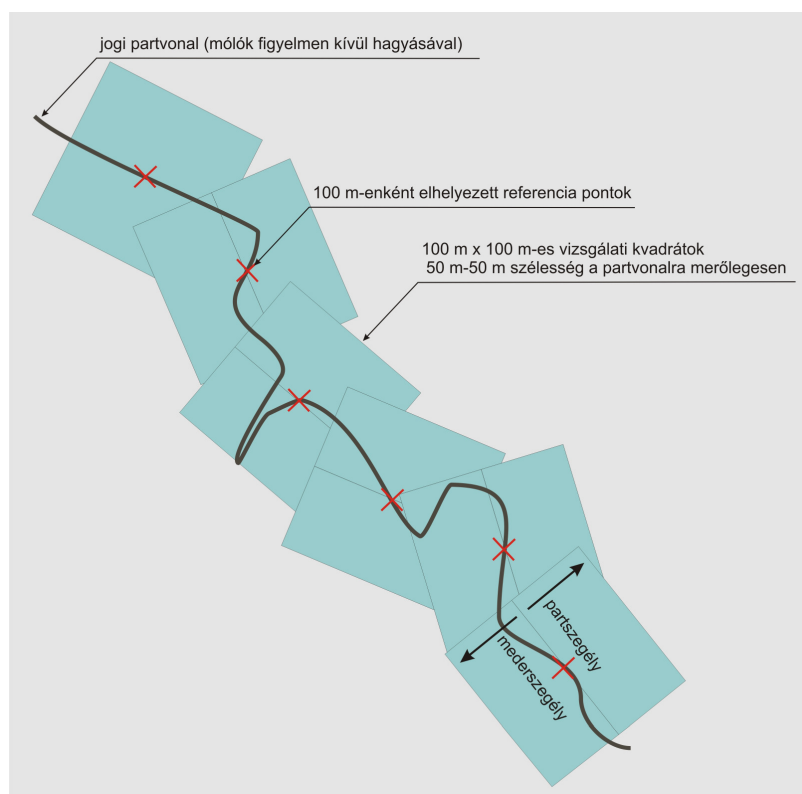 jogi partvonal (mólók figyelmen kívül hagyásával)
100 m-enként elhelyezett referencia pontok
100 m x 100 m-es vizsgálati kvadrátok
50 m-50 m szélesség a partvonalra merőlegesen
partszegély
mederszegély